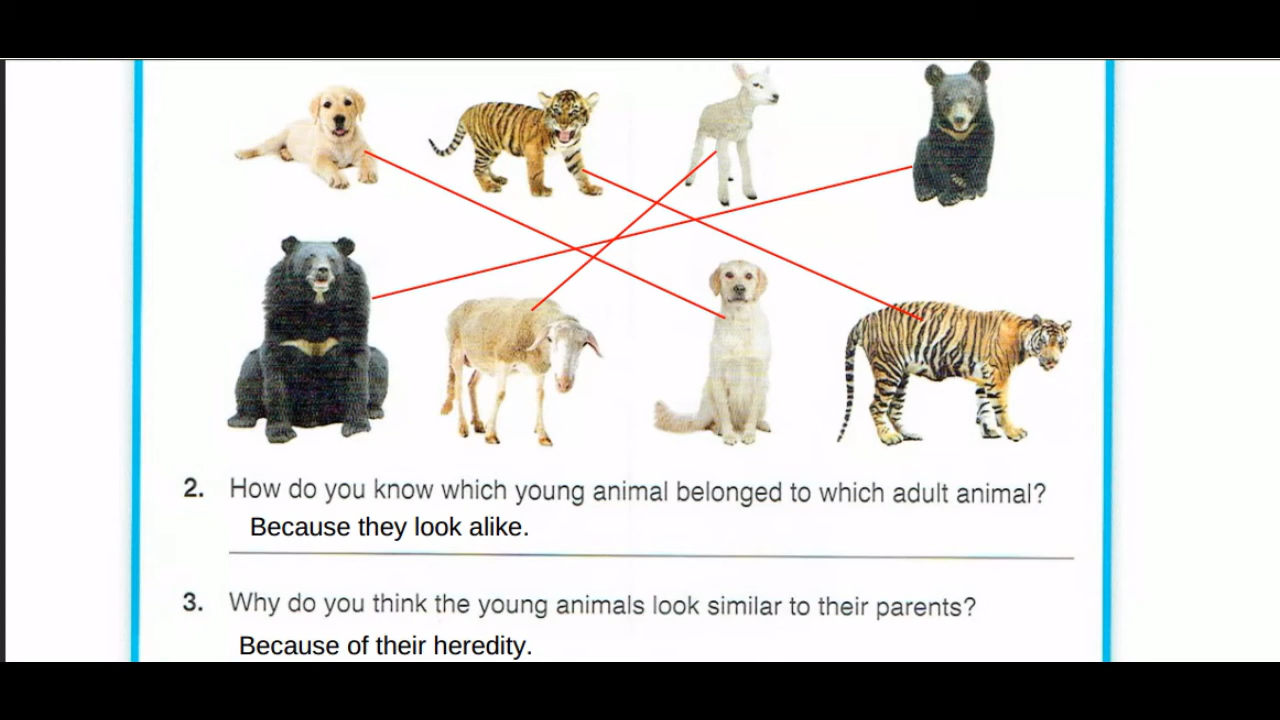 2. How do you know which young animal belonged to which adult animal?
Because they look alike.
3. Why do you think the young animals look similar to their parents?
Because of their heredity.